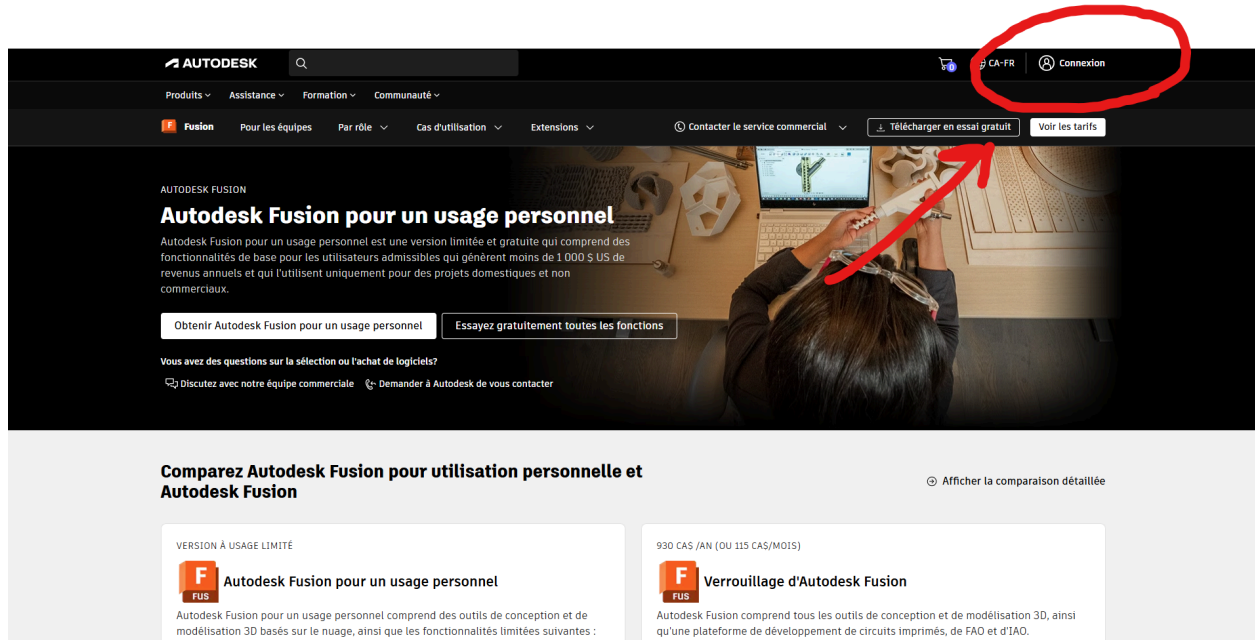 AUTODESK
0
CA-FR
Connexion
Produits
Assistance
Formation
Communauté
F
Fusion
Pour les équipes
Par rôle
Cas d'utilisation
Extensions
Contacter le service commercial
Télécharger en essai gratuit
Voir les tarifs
AUTODESK FUSION
Autodesk Fusion pour un usage personnel
Autodesk Fusion pour un usage personnel est une version limitée et gratuite qui comprend des
fonctionnalités de base pour les utilisateurs admissibles qui génèrent moins de 1 000 $ US de
revenus annuels et qui l'utilisent uniquement pour des projets domestiques et non
commerciaux.
Obtenir Autodesk Fusion pour un usage personnel
Essayez gratuitement toutes les fonctions
Vous avez des questions sur la sélection ou l'achat de logiciels?
Discutez avec notre équipe commerciale
Demander à Autodesk de vous contacter
Comparez Autodesk Fusion pour utilisation personnelle et
Autodesk Fusion
Afficher la comparaison détaillée
VERSION À USAGE LIMITÉ
F
FUS
Autodesk Fusion pour un usage personnel
Autodesk Fusion pour un usage personnel comprend des outils de conception et de
modélisation 3D basés sur le nuage, ainsi que les fonctionnalités limitées suivantes :
930 CA$ /AN (OU 115 CA$/MOIS)
F
FUS
Verrouillage d'Autodesk Fusion
Autodesk Fusion comprend tous les outils de conception et de modélisation 3D, ainsi
qu'une plateforme de développement de circuits imprimés, de FAO et d'IAO.